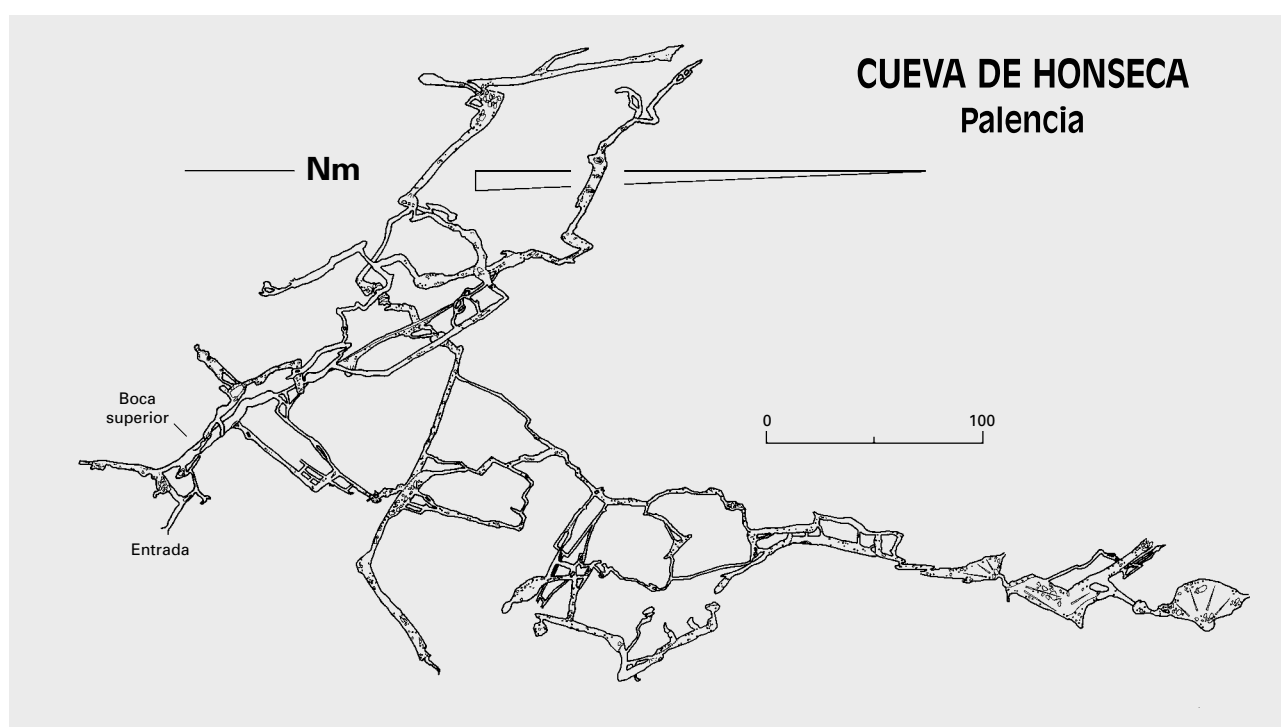 CUEVA DE HONSECA
Palencia
Nm
Boca
superior
0 100
Entrada